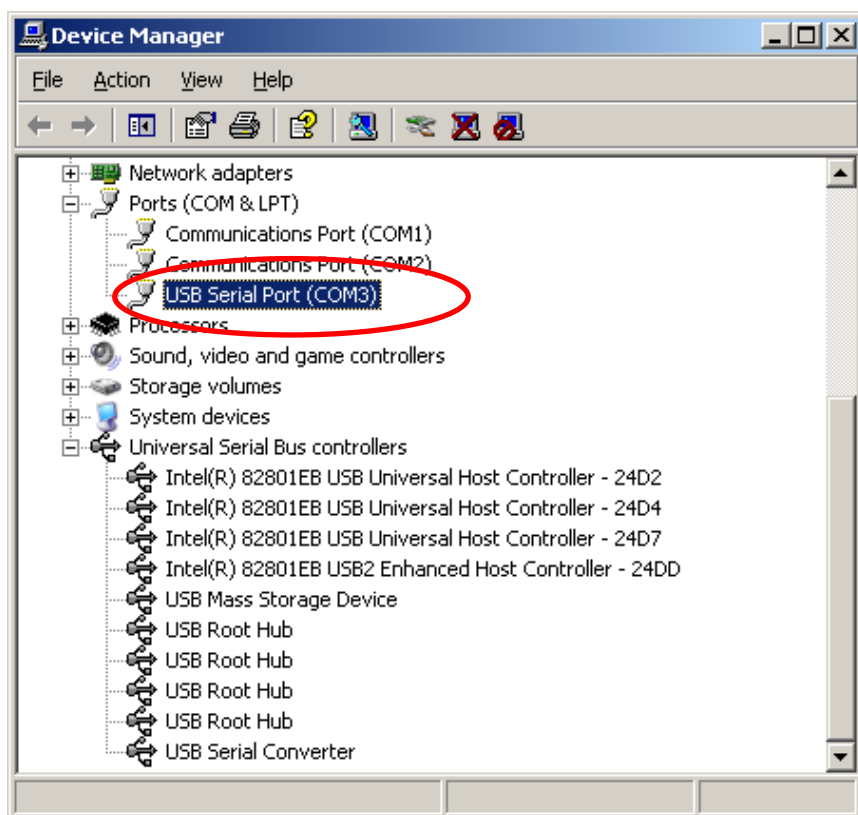 Device Manager
File Action View Help
Network adapters
Ports (COM & LPT)
Communications Port (COM1)
Communications Port (COM2)
USB Serial Port (COM3)
Processors
Sound, video and game controllers
Storage volumes
System devices
Universal Serial Bus controllers
Intel(R) 82801EB USB Universal Host Controller - 24D2
Intel(R) 82801EB USB Universal Host Controller - 24D4
Intel(R) 82801EB USB Universal Host Controller - 24D7
Intel(R) 82801EB USB2 Enhanced Host Controller - 24DD
USB Mass Storage Device
USB Root Hub
USB Root Hub
USB Root Hub
USB Root Hub
USB Serial Converter